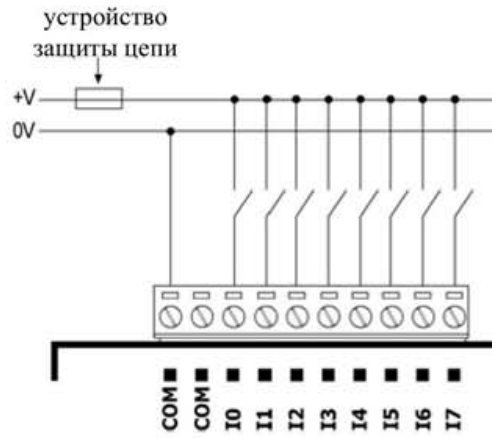 устройство
защиты цепи
+V
0V
COM
COM
I0
I1
I2
I3
I4
I5
I6
I7